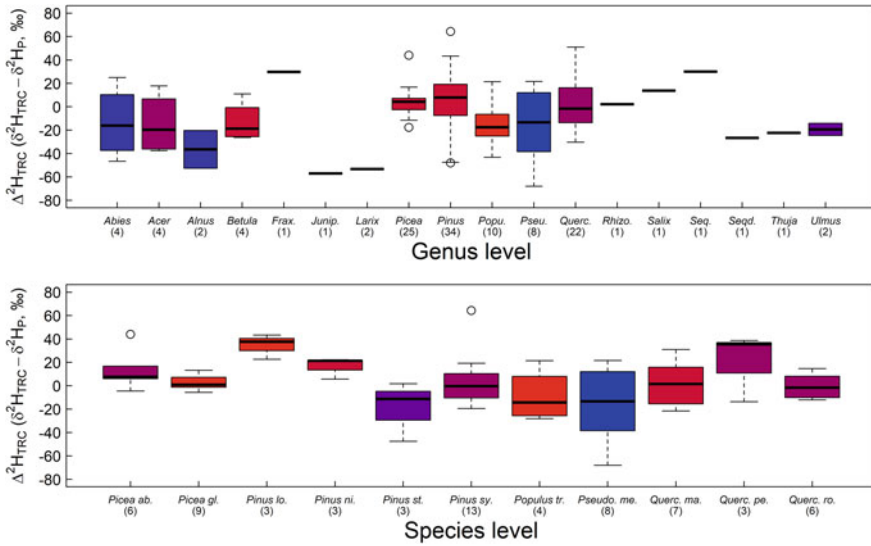 Δ²H_TRC (δ²H_TRC − δ²H_P, ‰)
80
60
40
20
0
-20
-40
-60
-80
Abies Acer Alnus Betula Frax. Junip. Larix Picea Pinus Popu. Pseu. Querc. Rhizo. Salix Seq. Seqd. Thuja Ulmus
(4) (4) (2) (4) (1) (1) (2) (25) (34) (10) (8) (22) (1) (1) (1) (1) (1) (2)
Genus level
Δ²H_TRC (δ²H_TRC − δ²H_P, ‰)
80
60
40
20
0
-20
-40
-60
-80
Picea ab. Picea gl. Pinus lo. Pinus ni. Pinus st. Pinus sy. Populus tr. Pseudo. me. Querc. ma. Querc. pe. Querc. ro.
(6) (9) (3) (3) (3) (13) (4) (8) (7) (3) (6)
Species level